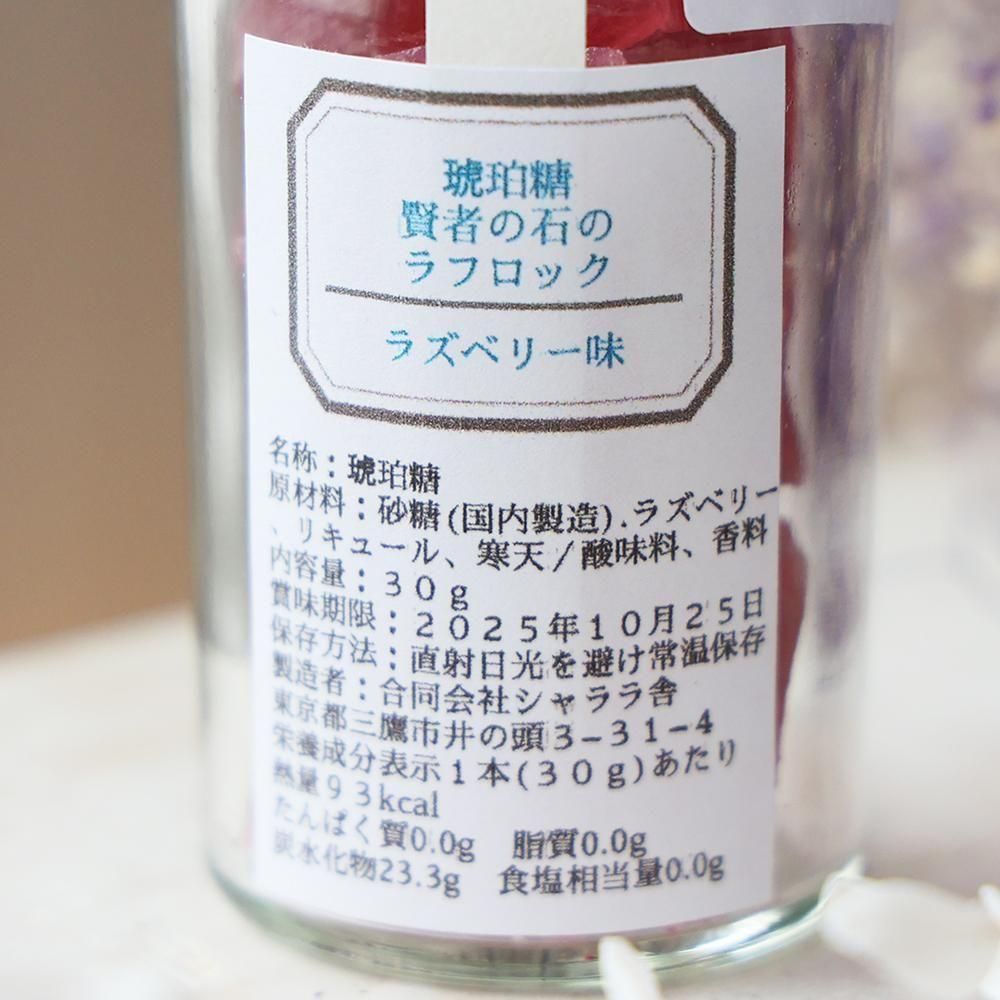 琥珀糖
賢者の石の
ラフロック
ラズベリー味
名称：琥珀糖
原材料：砂糖(国内製造).ラズベリー
、リキュール、寒天／酸味料、香料
内容量：３０ｇ
賞味期限：２０２５年１０月２５日
保存方法：直射日光を避け常温保存
製造者：合同会社シャララ舎
東京都三鷹市井の頭３−３１−４
栄養成分表示１本(３０ｇ)あたり
熱量９３kcal
たんぱく質0.0g　脂質0.0g
炭水化物23.3g　食塩相当量0.0g